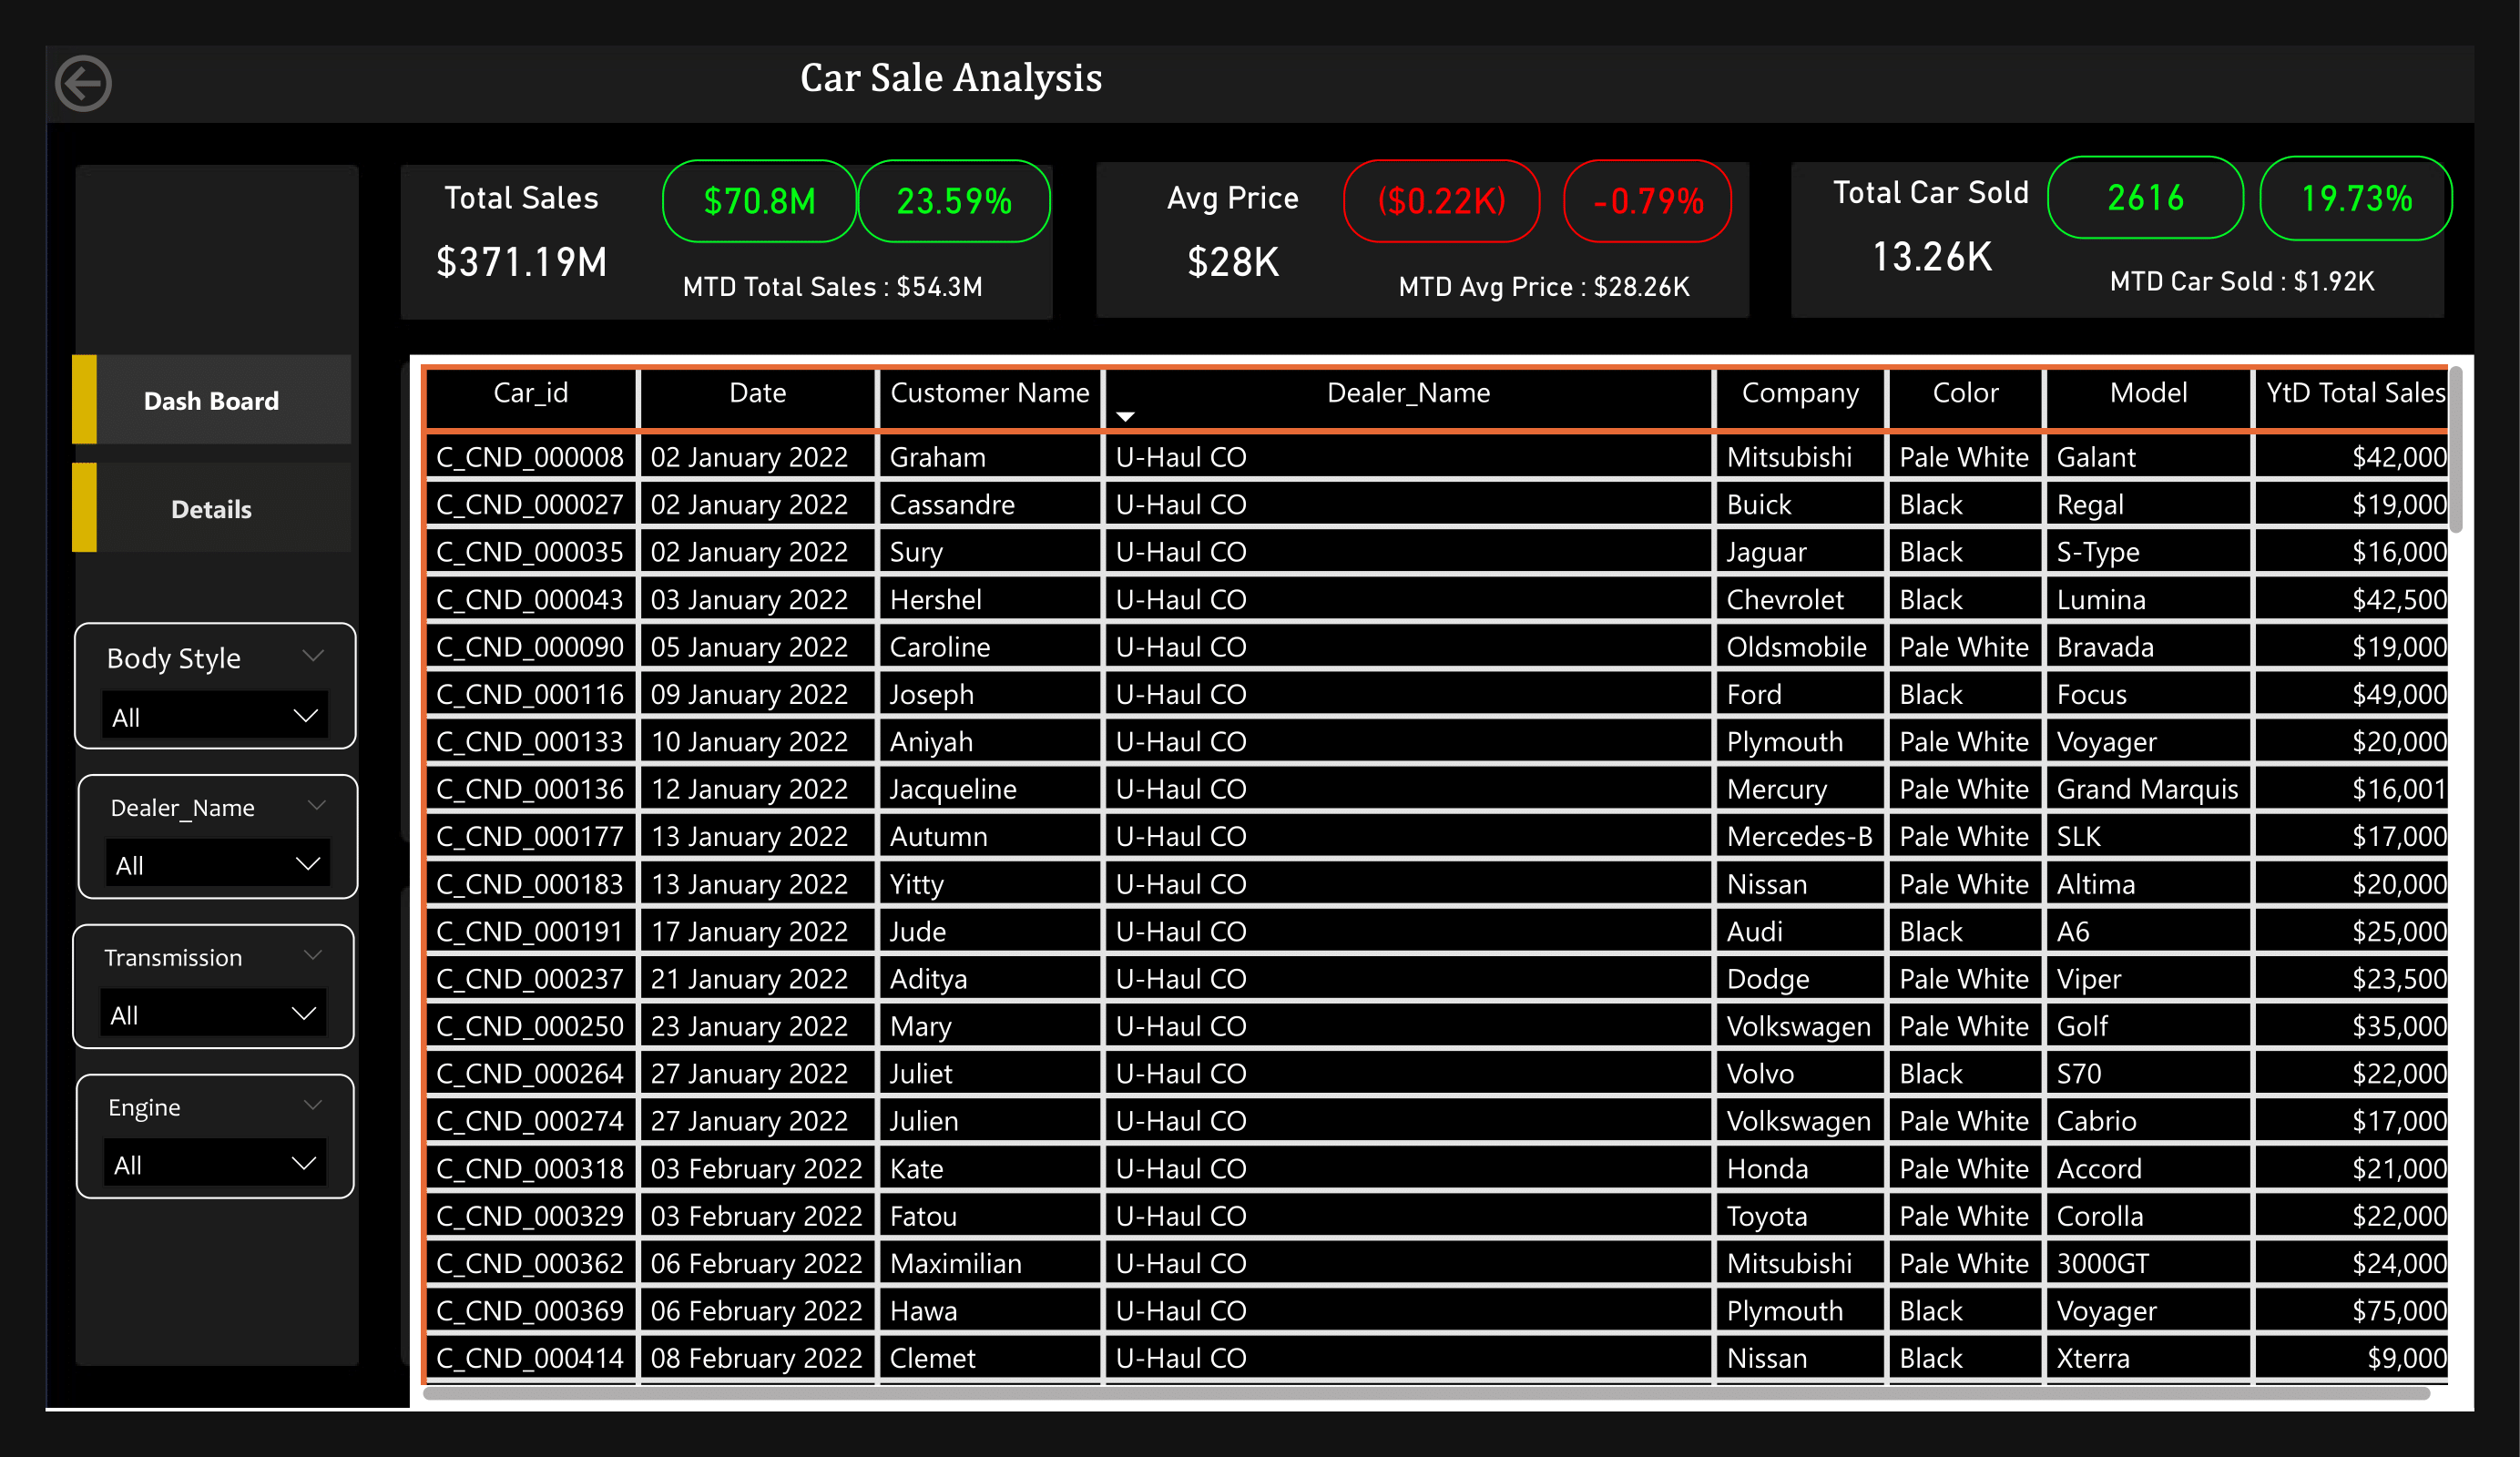 Car Sale Analysis
Total Sales $70.8M 23.59%
$371.19M
MTD Total Sales : $54.3M
Avg Price ($0.22K) -0.79%
$28K
MTD Avg Price : $28.26K
Total Car Sold 2616 19.73%
13.26K
MTD Car Sold : $1.92K
Dash Board
Details
Body Style
All
Dealer_Name
All
Transmission
All
Engine
All
Car_id Date Customer Name Dealer_Name Company Color Model YtD Total Sales
C_CND_000008 02 January 2022 Graham U-Haul CO Mitsubishi Pale White Galant $42,000
C_CND_000027 02 January 2022 Cassandre U-Haul CO Buick Black Regal $19,000
C_CND_000035 02 January 2022 Sury U-Haul CO Jaguar Black S-Type $16,000
C_CND_000043 03 January 2022 Hershel U-Haul CO Chevrolet Black Lumina $42,500
C_CND_000090 05 January 2022 Caroline U-Haul CO Oldsmobile Pale White Bravada $19,000
C_CND_000116 09 January 2022 Joseph U-Haul CO Ford Black Focus $49,000
C_CND_000133 10 January 2022 Aniyah U-Haul CO Plymouth Pale White Voyager $20,000
C_CND_000136 12 January 2022 Jacqueline U-Haul CO Mercury Pale White Grand Marquis $16,001
C_CND_000177 13 January 2022 Autumn U-Haul CO Mercedes-B Pale White SLK $17,000
C_CND_000183 13 January 2022 Yitty U-Haul CO Nissan Pale White Altima $20,000
C_CND_000191 17 January 2022 Jude U-Haul CO Audi Black A6 $25,000
C_CND_000237 21 January 2022 Aditya U-Haul CO Dodge Pale White Viper $23,500
C_CND_000250 23 January 2022 Mary U-Haul CO Volkswagen Pale White Golf $35,000
C_CND_000264 27 January 2022 Juliet U-Haul CO Volvo Black S70 $22,000
C_CND_000274 27 January 2022 Julien U-Haul CO Volkswagen Pale White Cabrio $17,000
C_CND_000318 03 February 2022 Kate U-Haul CO Honda Pale White Accord $21,000
C_CND_000329 03 February 2022 Fatou U-Haul CO Toyota Pale White Corolla $22,000
C_CND_000362 06 February 2022 Maximilian U-Haul CO Mitsubishi Pale White 3000GT $24,000
C_CND_000369 06 February 2022 Hawa U-Haul CO Plymouth Black Voyager $75,000
C_CND_000414 08 February 2022 Clemet U-Haul CO Nissan Black Xterra $9,000